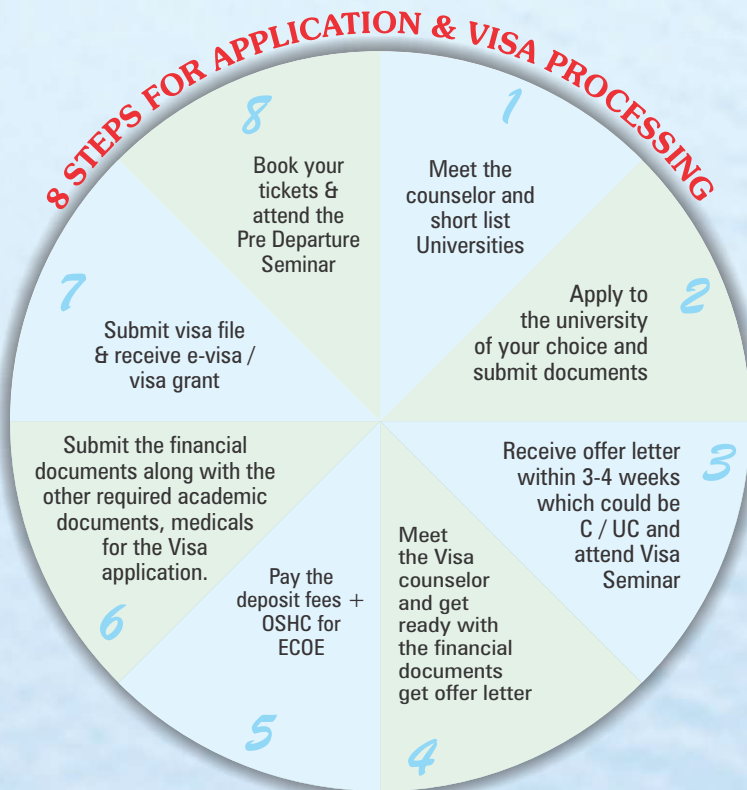 8 STEPS FOR APPLICATION & VISA PROCESSING
1
Meet the
counselor and
short list
Universities
2
Apply to
the university
of your choice and
submit documents
3
Receive offer letter
within 3-4 weeks
which could be
C / UC and
attend Visa
Seminar
4
Meet
the Visa
counselor
and get
ready with
the financial
documents
get offer letter
5
Pay the
deposit fees +
OSHC for
ECOE
6
Submit the financial
documents along with the
other required academic
documents, medicals
for the Visa
application.
7
Submit visa file
& receive e-visa /
visa grant
8
Book your
tickets &
attend the
Pre Departure
Seminar